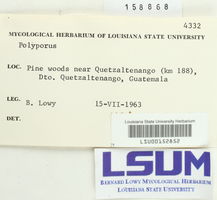 158868
4332
MYCOLOGICAL HERBARIUM OF LOUISIANA STATE UNIVERSITY
Polyporus
LOC. Pine woods near Quetzaltenango (km 188),
Dto. Quetzaltenango, Guatemala
LEG. B. Lowy 15-VII-1963
DET.
Louisiana State University Herbarium
LSU00152852
LSUM
BERNARD LOWY MYCOLOGICAL HERBARIUM
LOUISIANA STATE UNIVERSITY